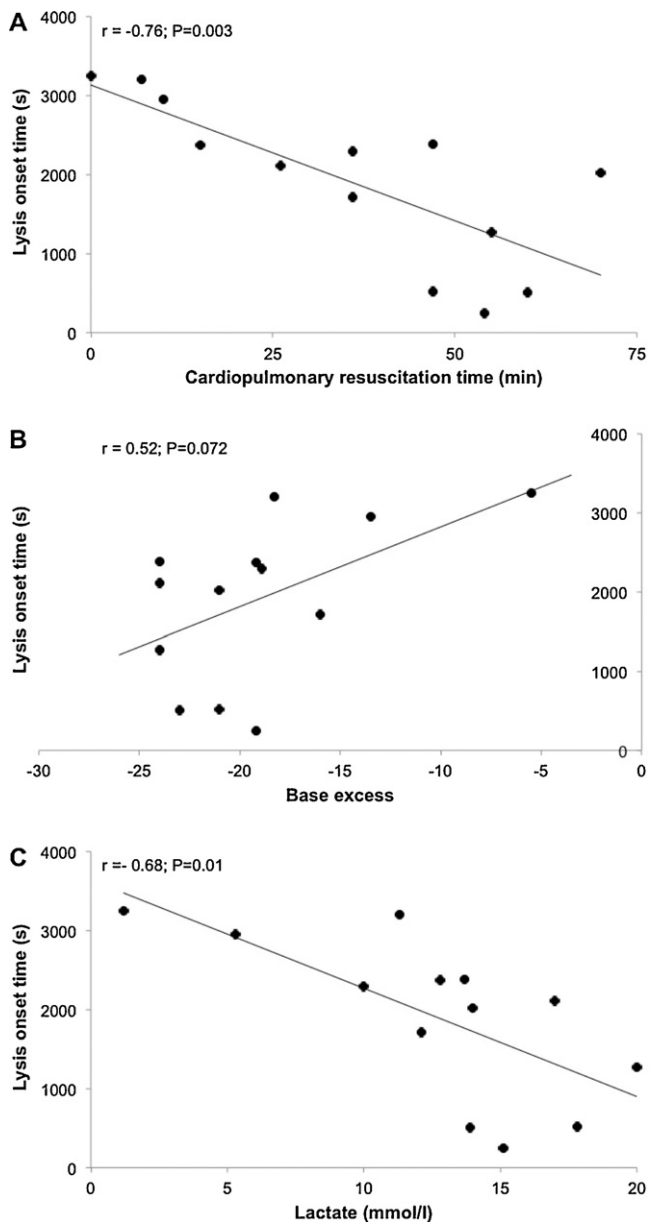 A
r = -0.76; P=0.003
Lysis onset time (s)
4000
3000
2000
1000
0
0 25 50 75
Cardiopulmonary resuscitation time (min)
B
r = 0.52; P=0.072
Lysis onset time (s)
4000
3000
2000
1000
0
-30 -25 -20 -15 -10 -5 0
Base excess
C
r =- 0.68; P=0.01
Lysis onset time (s)
4000
3000
2000
1000
0
0 5 10 15 20
Lactate (mmol/l)